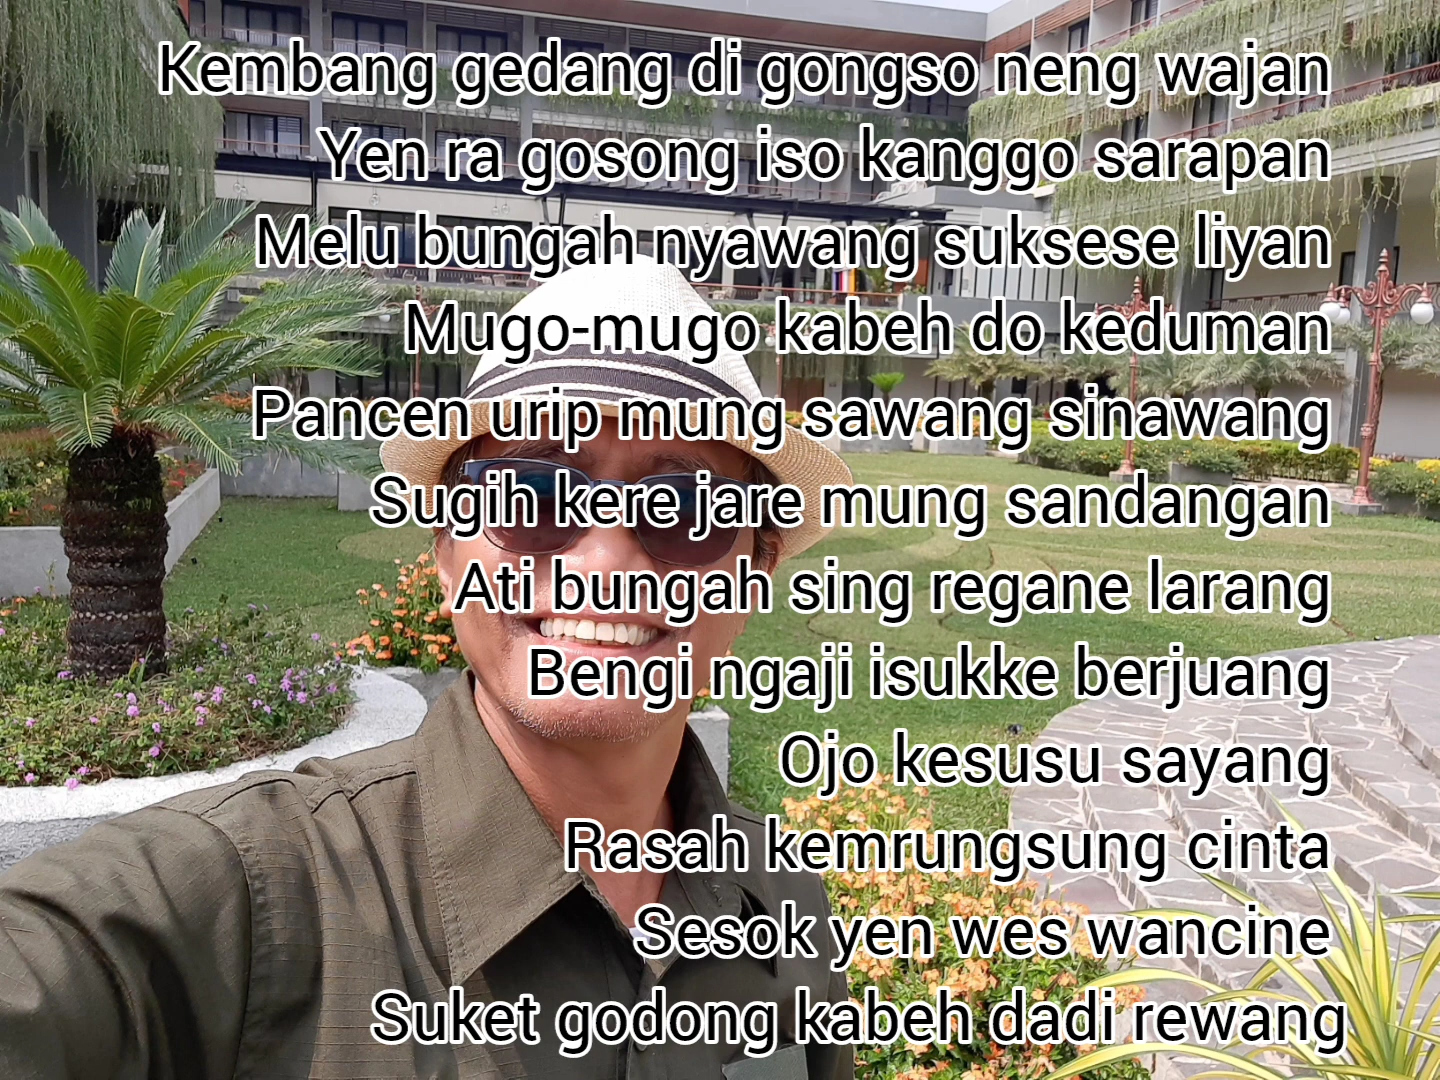 Kembang gedang di gongso neng wajan
Yen ra gosong iso kanggo sarapan
Melu bungah nyawang suksese liyan
Mugo-mugo kabeh do keduman
Pancen urip mung sawang sinawang
Sugih kere jare mung sandangan
Ati bungah sing regane larang
Bengi ngaji isukke berjuang
Ojo kesusu sayang
Rasah kemrungsung cinta
Sesok yen wes wancine
Suket godong kabeh dadi rewang